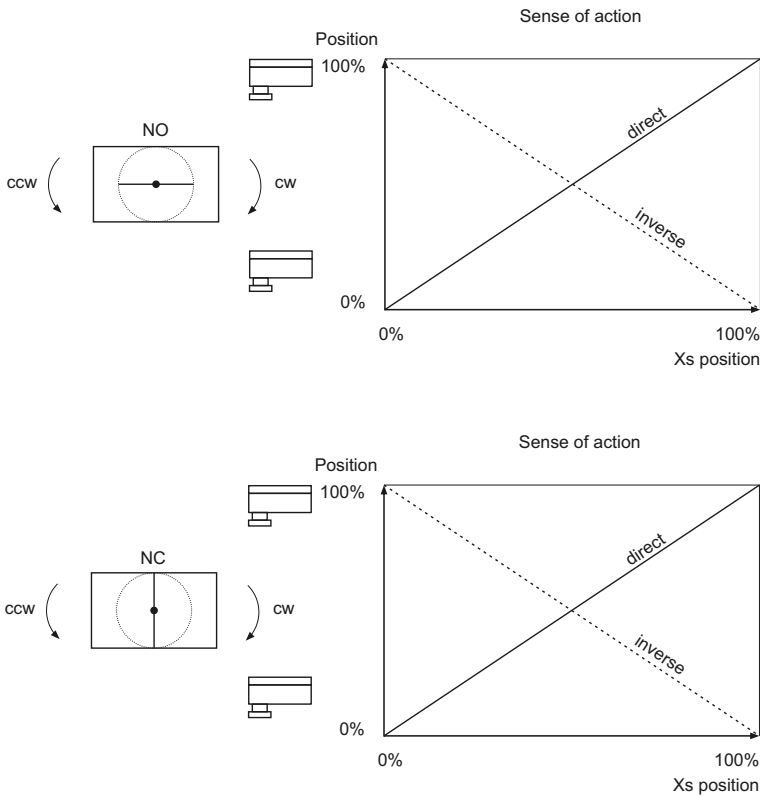 Sense of action
Position
100%
NO
direct
ccw
cw
inverse
0%
0%
100%
Xs position
Sense of action
Position
100%
direct
NC
ccw
cw
inverse
0%
0%
100%
Xs position